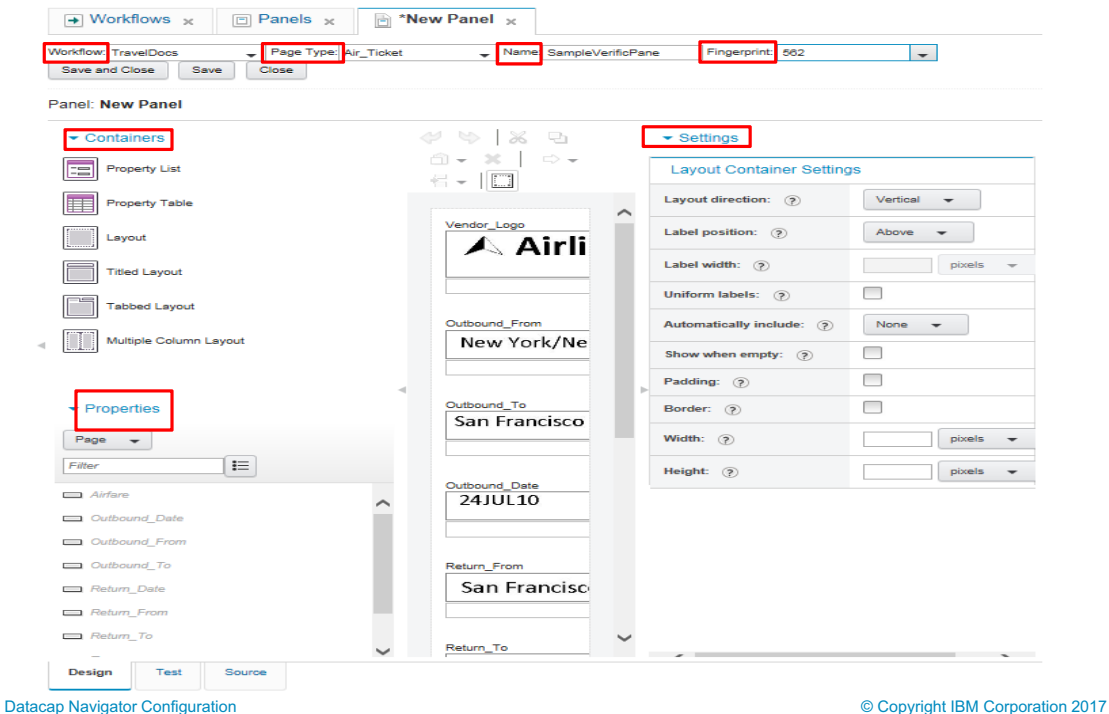 Workflows x
Panels x
*New Panel x
Workflow: TravelDocs
Page Type: Air_Ticket
Name: SampleVerificPane
Fingerprint: 562
Save and Close
Save
Close
Panel: New Panel
Containers
Property List
Property Table
Layout
Titled Layout
Tabbed Layout
Multiple Column Layout
Properties
Page
Filter
Airfare
Outbound_Date
Outbound_From
Outbound_To
Return_Date
Return_From
Return_To
Vendor_Logo
Airli
Outbound_From
New York/Ne
Outbound_To
San Francisco
Outbound_Date
24JUL10
Return_From
San Francisc
Return_To
Settings
Layout Container Settings
Layout direction: ? Vertical
Label position: ? Above
Label width: ? pixels
Uniform labels: ?
Automatically include: ? None
Show when empty: ?
Padding: ?
Border: ?
Width: ? pixels
Height: ? pixels
Design
Test
Source
Datacap Navigator Configuration
© Copyright IBM Corporation 2017